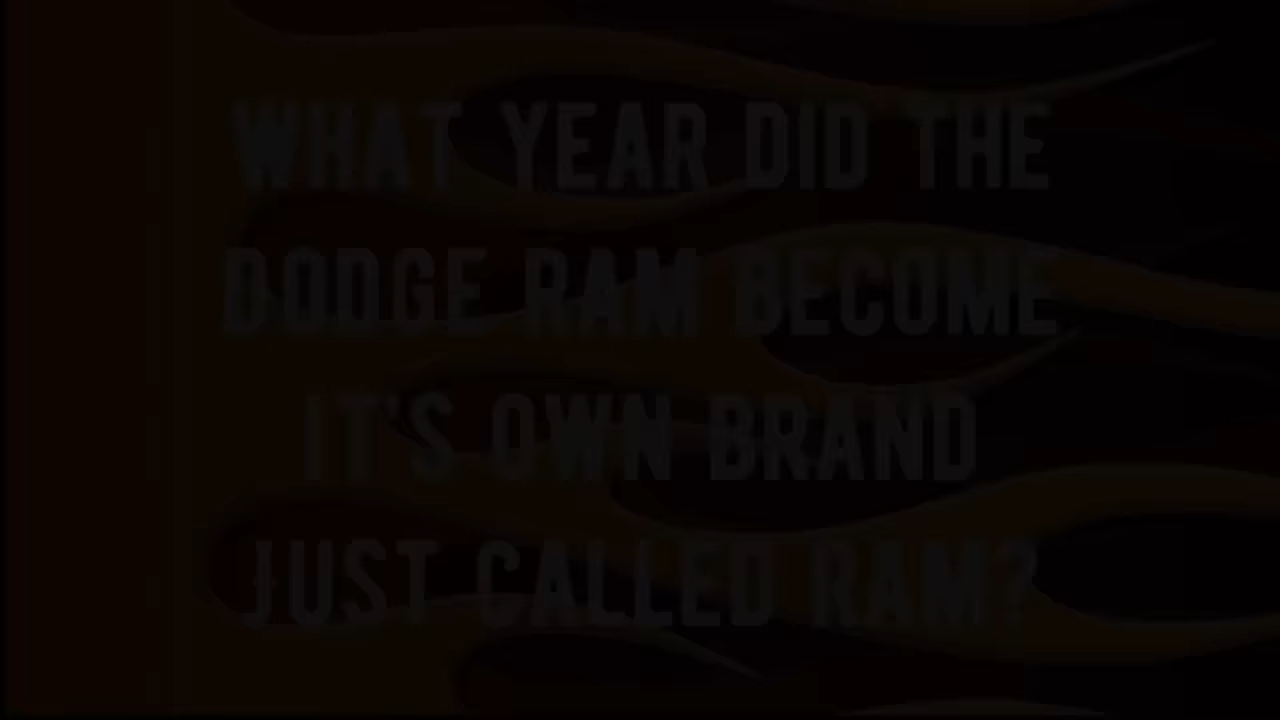 WHAT YEAR DID THE
DODGE RAM BECOME
IT'S OWN BRAND
JUST CALLED RAM?